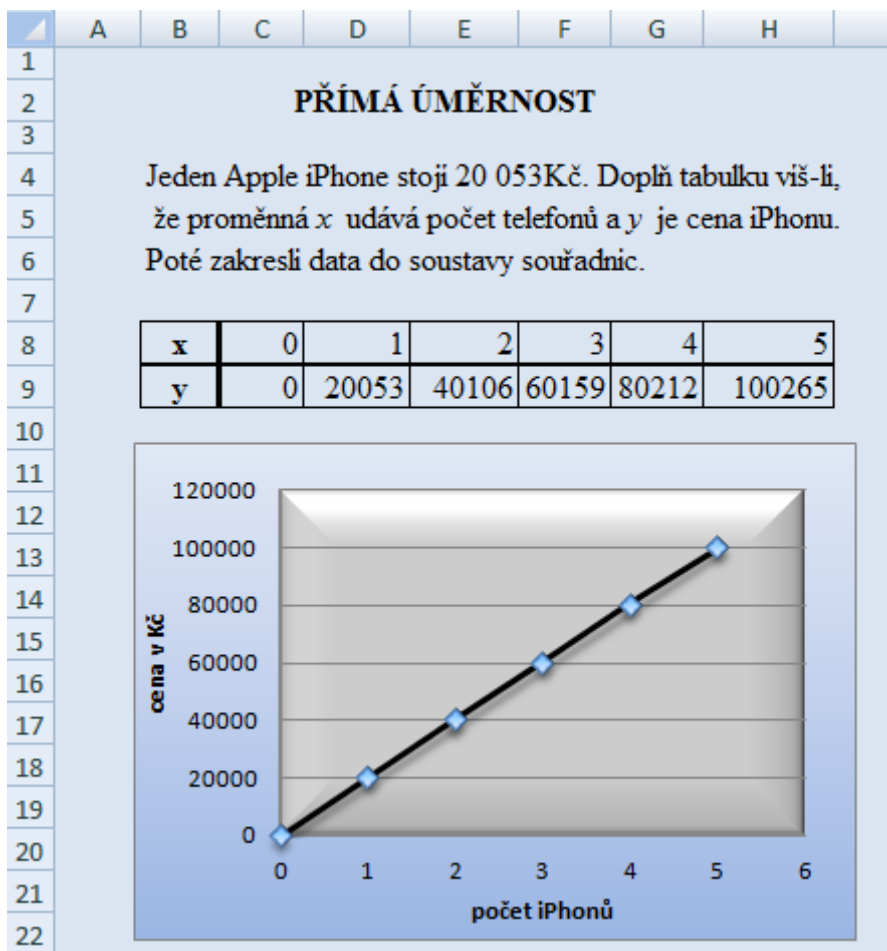 A B C D E F G H
1
2 PŘÍMÁ ÚMĚRNOST
3
4 Jeden Apple iPhone stojí 20 053Kč. Doplň tabulku víš-li,
5 že proměnná x udává počet telefonů a y je cena iPhonu.
6 Poté zakresli data do soustavy souřadnic.
7
8 x 0 1 2 3 4 5
9 y 0 20053 40106 60159 80212 100265
10
11
12
13
14
15
16
17
18
19
20
21
22
120000
100000
80000
60000
40000
20000
0
cena v Kč
0 1 2 3 4 5 6
počet iPhonů